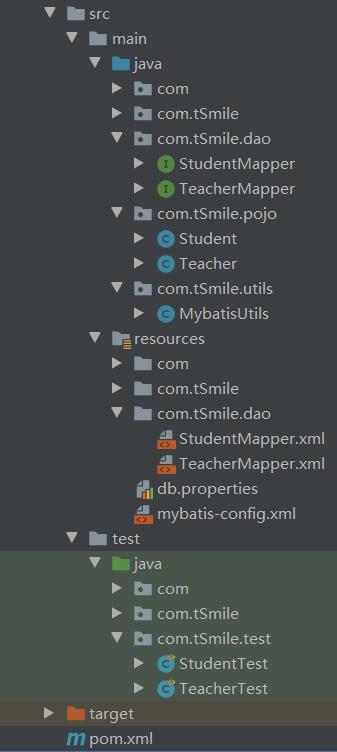 src
main
java
com
com.tSmile
com.tSmile.dao
StudentMapper
TeacherMapper
com.tSmile.pojo
Student
Teacher
com.tSmile.utils
MybatisUtils
resources
com
com.tSmile
com.tSmile.dao
StudentMapper.xml
TeacherMapper.xml
db.properties
mybatis-config.xml
test
java
com
com.tSmile
com.tSmile.test
StudentTest
TeacherTest
target
pom.xml